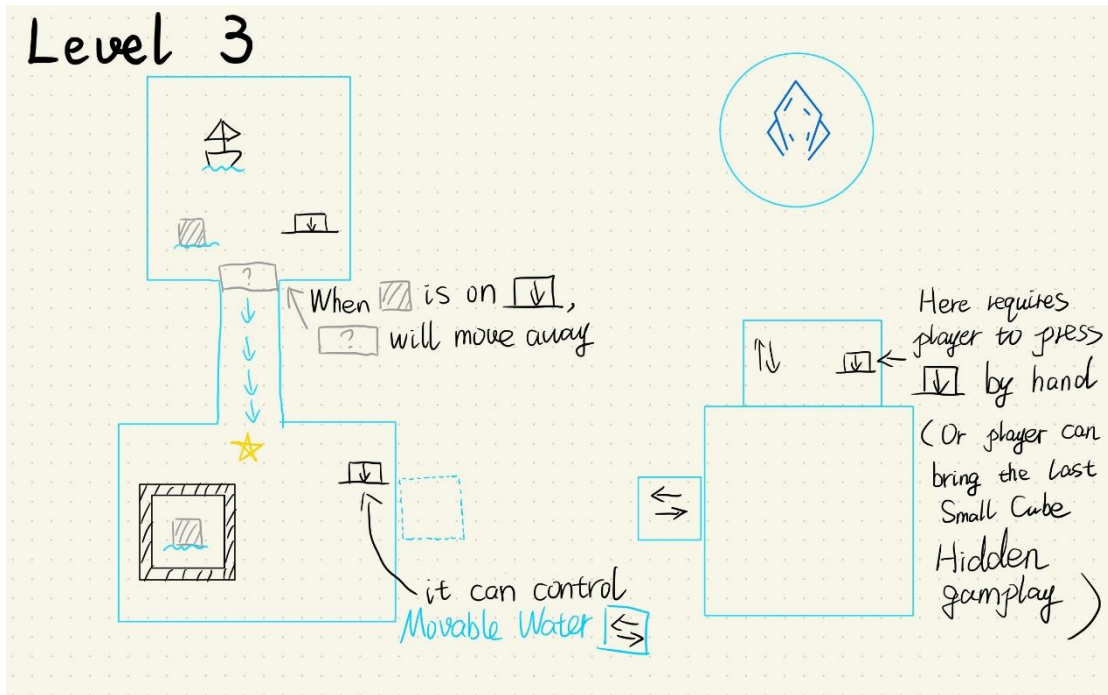 Level 3
?
When is on ,
? will move away
it can control
Movable Water
Here requires
player to press
by hand
(Or player can
bring the last
Small Cube
Hidden
gamplay)